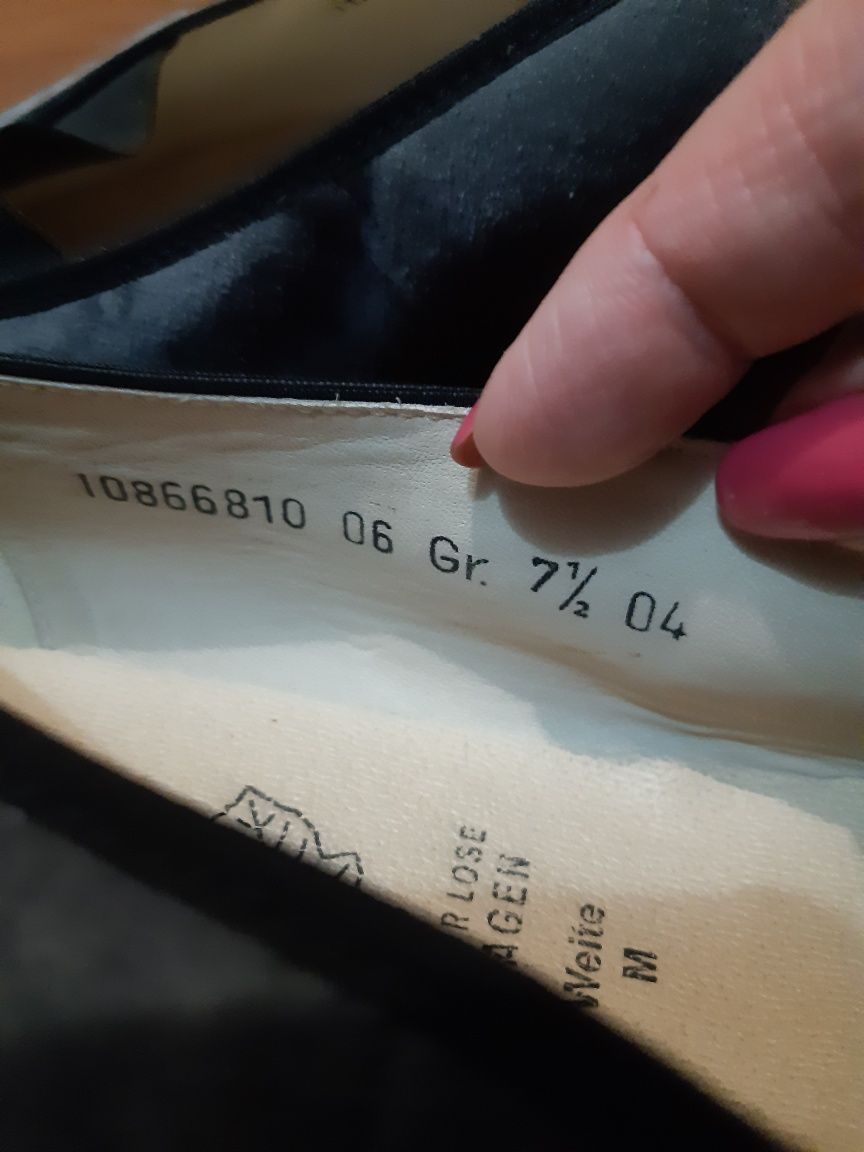 10866810 06 Gr. 7½ 04
R LOSE
AGEN
Weite
M